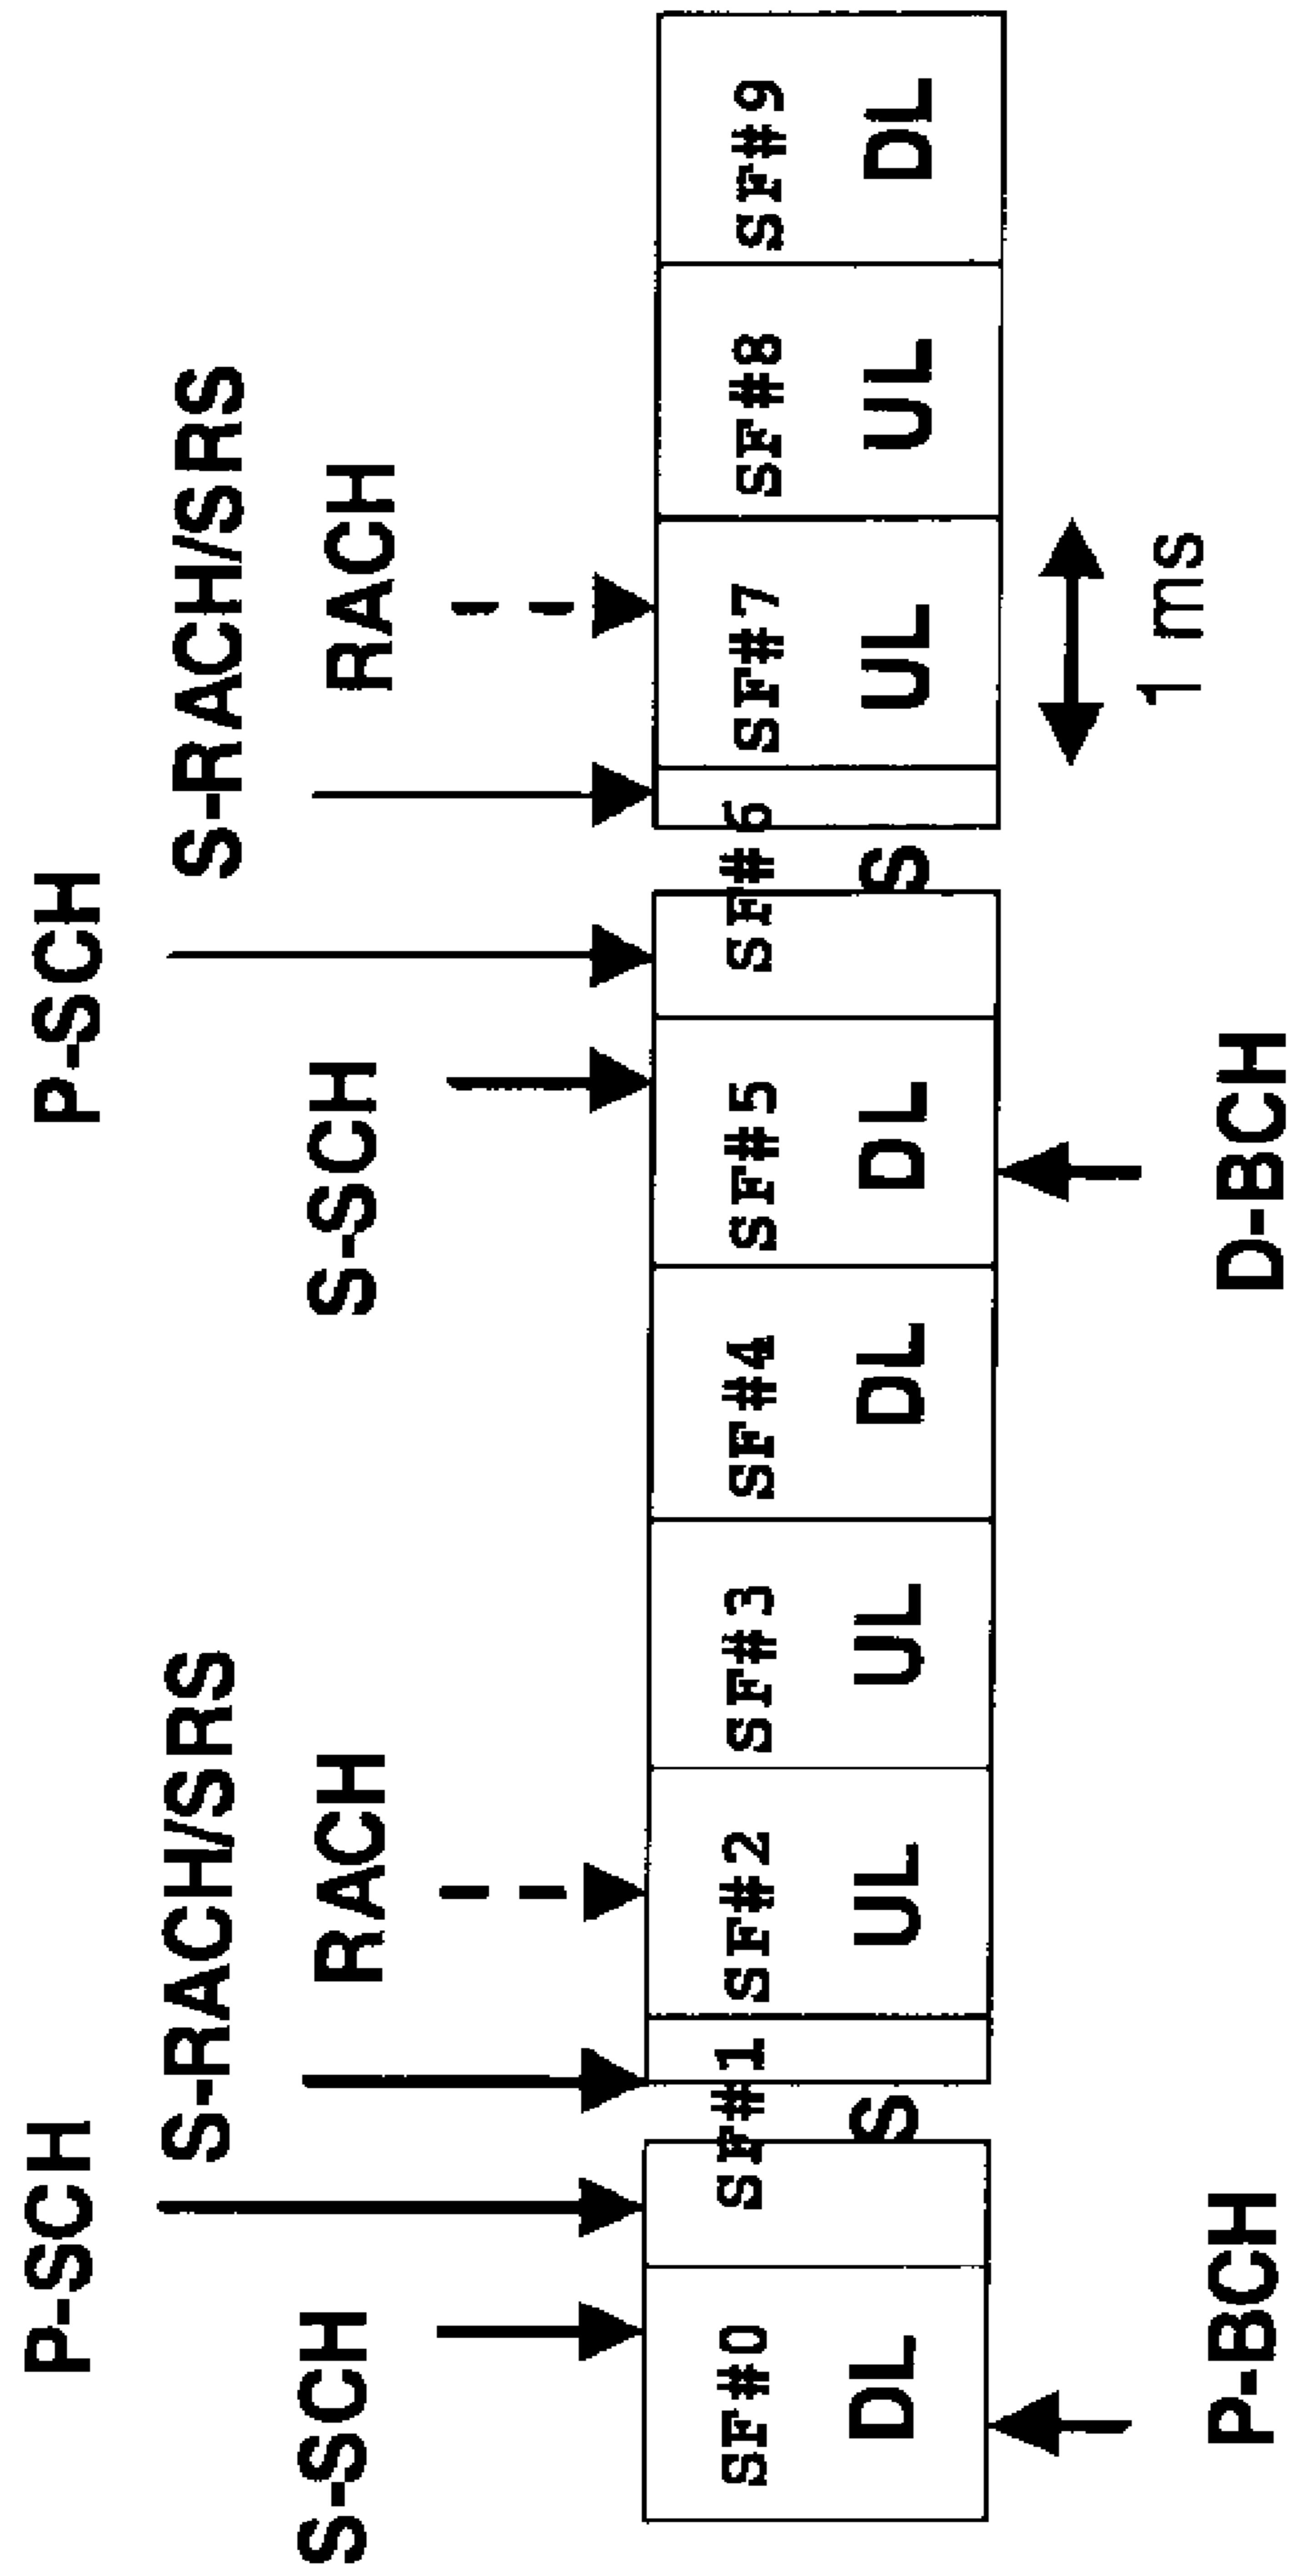 P-SCH
P-SCH
S-RACH/SRS
S-RACH/SRS
S-SCH
RACH
S-SCH
RACH
SF#0
SF#1
SF#2
SF#3
SF#4
SF#5
SF#6
SF#7
SF#8
SF#9
DL
S
UL
UL
DL
DL
S
UL
UL
DL
1 ms
P-BCH
D-BCH